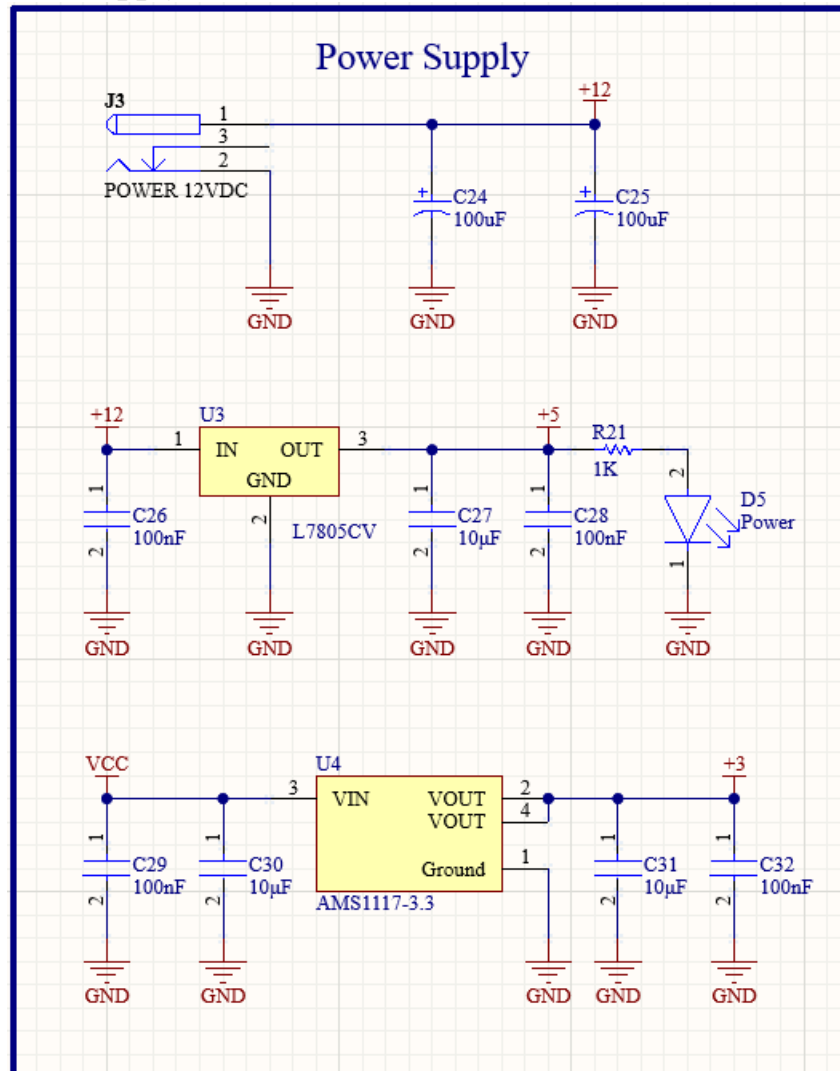 Power Supply
J3
1
3
2
POWER 12VDC
+12
C24
100uF
C25
100uF
GND
GND
GND
+12
U3
1
IN
OUT
3
GND
2
L7805CV
+5
R21
1K
1
C26
100nF
2
1
C27
10µF
2
1
C28
100nF
2
2
D5
Power
1
GND
GND
GND
GND
GND
VCC
U4
3
VIN
VOUT
2
VOUT
4
Ground
1
AMS1117-3.3
+3
1
C29
100nF
2
1
C30
10µF
2
1
C31
10µF
2
1
C32
100nF
2
GND
GND
GND
GND
GND